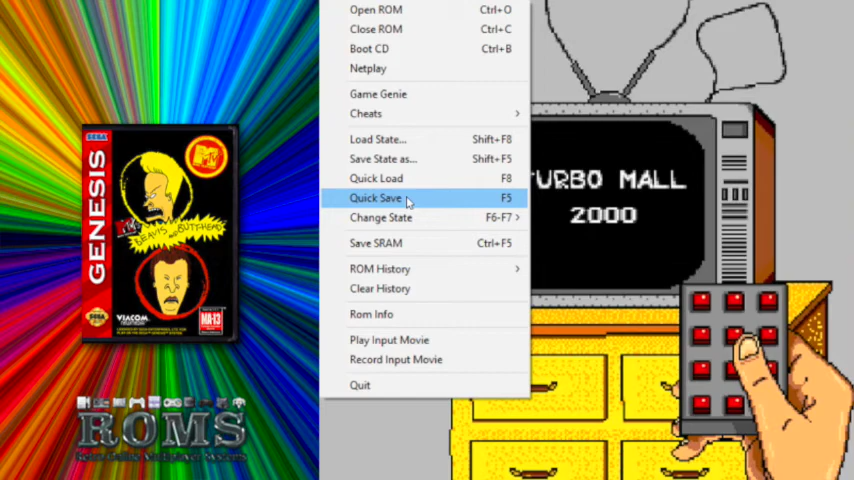 SEGA
GENESIS
MTV
MTV
BEAVIS AND BUTT-HEAD
VIACOM
MA-13
ROMS
Open ROM Ctrl+O
Close ROM Ctrl+C
Boot CD Ctrl+B
Netplay
Game Genie
Cheats
Load State... Shift+F8
Save State as... Shift+F5
Quick Load F8
Quick Save F5
Change State F6-F7
Save SRAM Ctrl+F5
ROM History
Clear History
Rom Info
Play Input Movie
Record Input Movie
Quit
TURBO MALL
2000